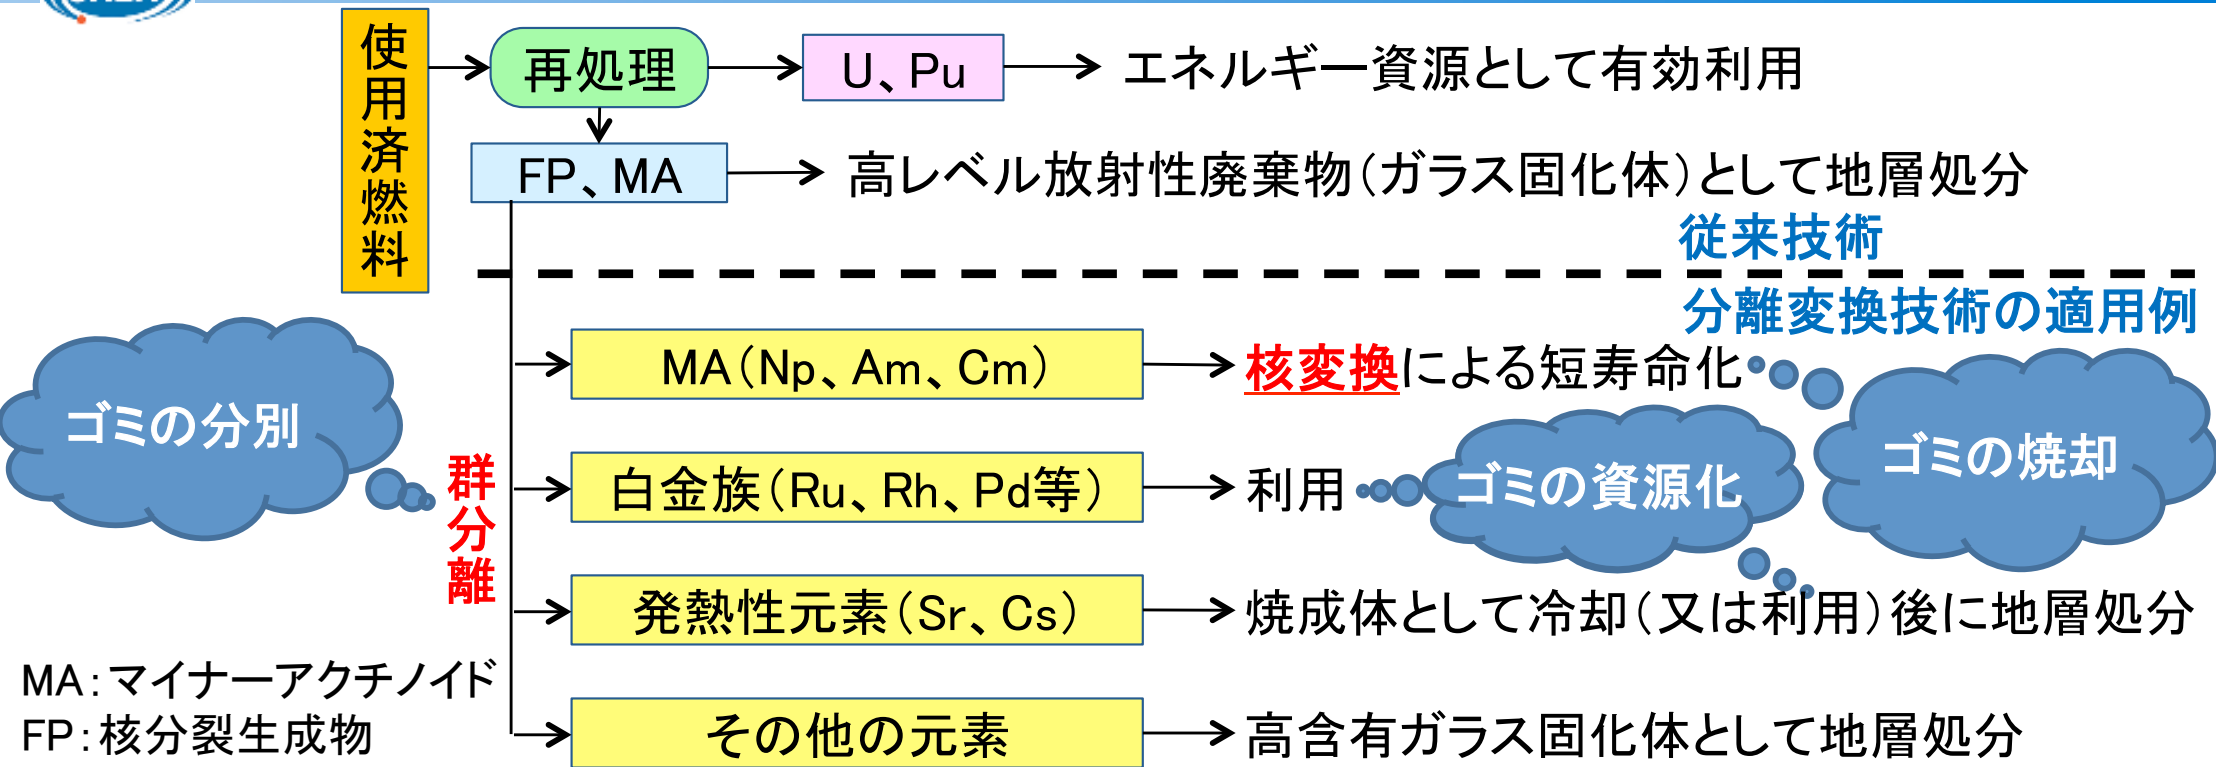 使用済燃料
再処理
U、Pu
エネルギー資源として有効利用
FP、MA
高レベル放射性廃棄物（ガラス固化体）として地層処分
従来技術
分離変換技術の適用例
ゴミの分別
群分離
MA（Np、Am、Cm）
核変換による短寿命化
ゴミの焼却
白金族（Ru、Rh、Pd等）
利用
ゴミの資源化
発熱性元素（Sr、Cs）
焼成体として冷却（又は利用）後に地層処分
その他の元素
高含有ガラス固化体として地層処分
MA：マイナーアクチノイド
FP：核分裂生成物